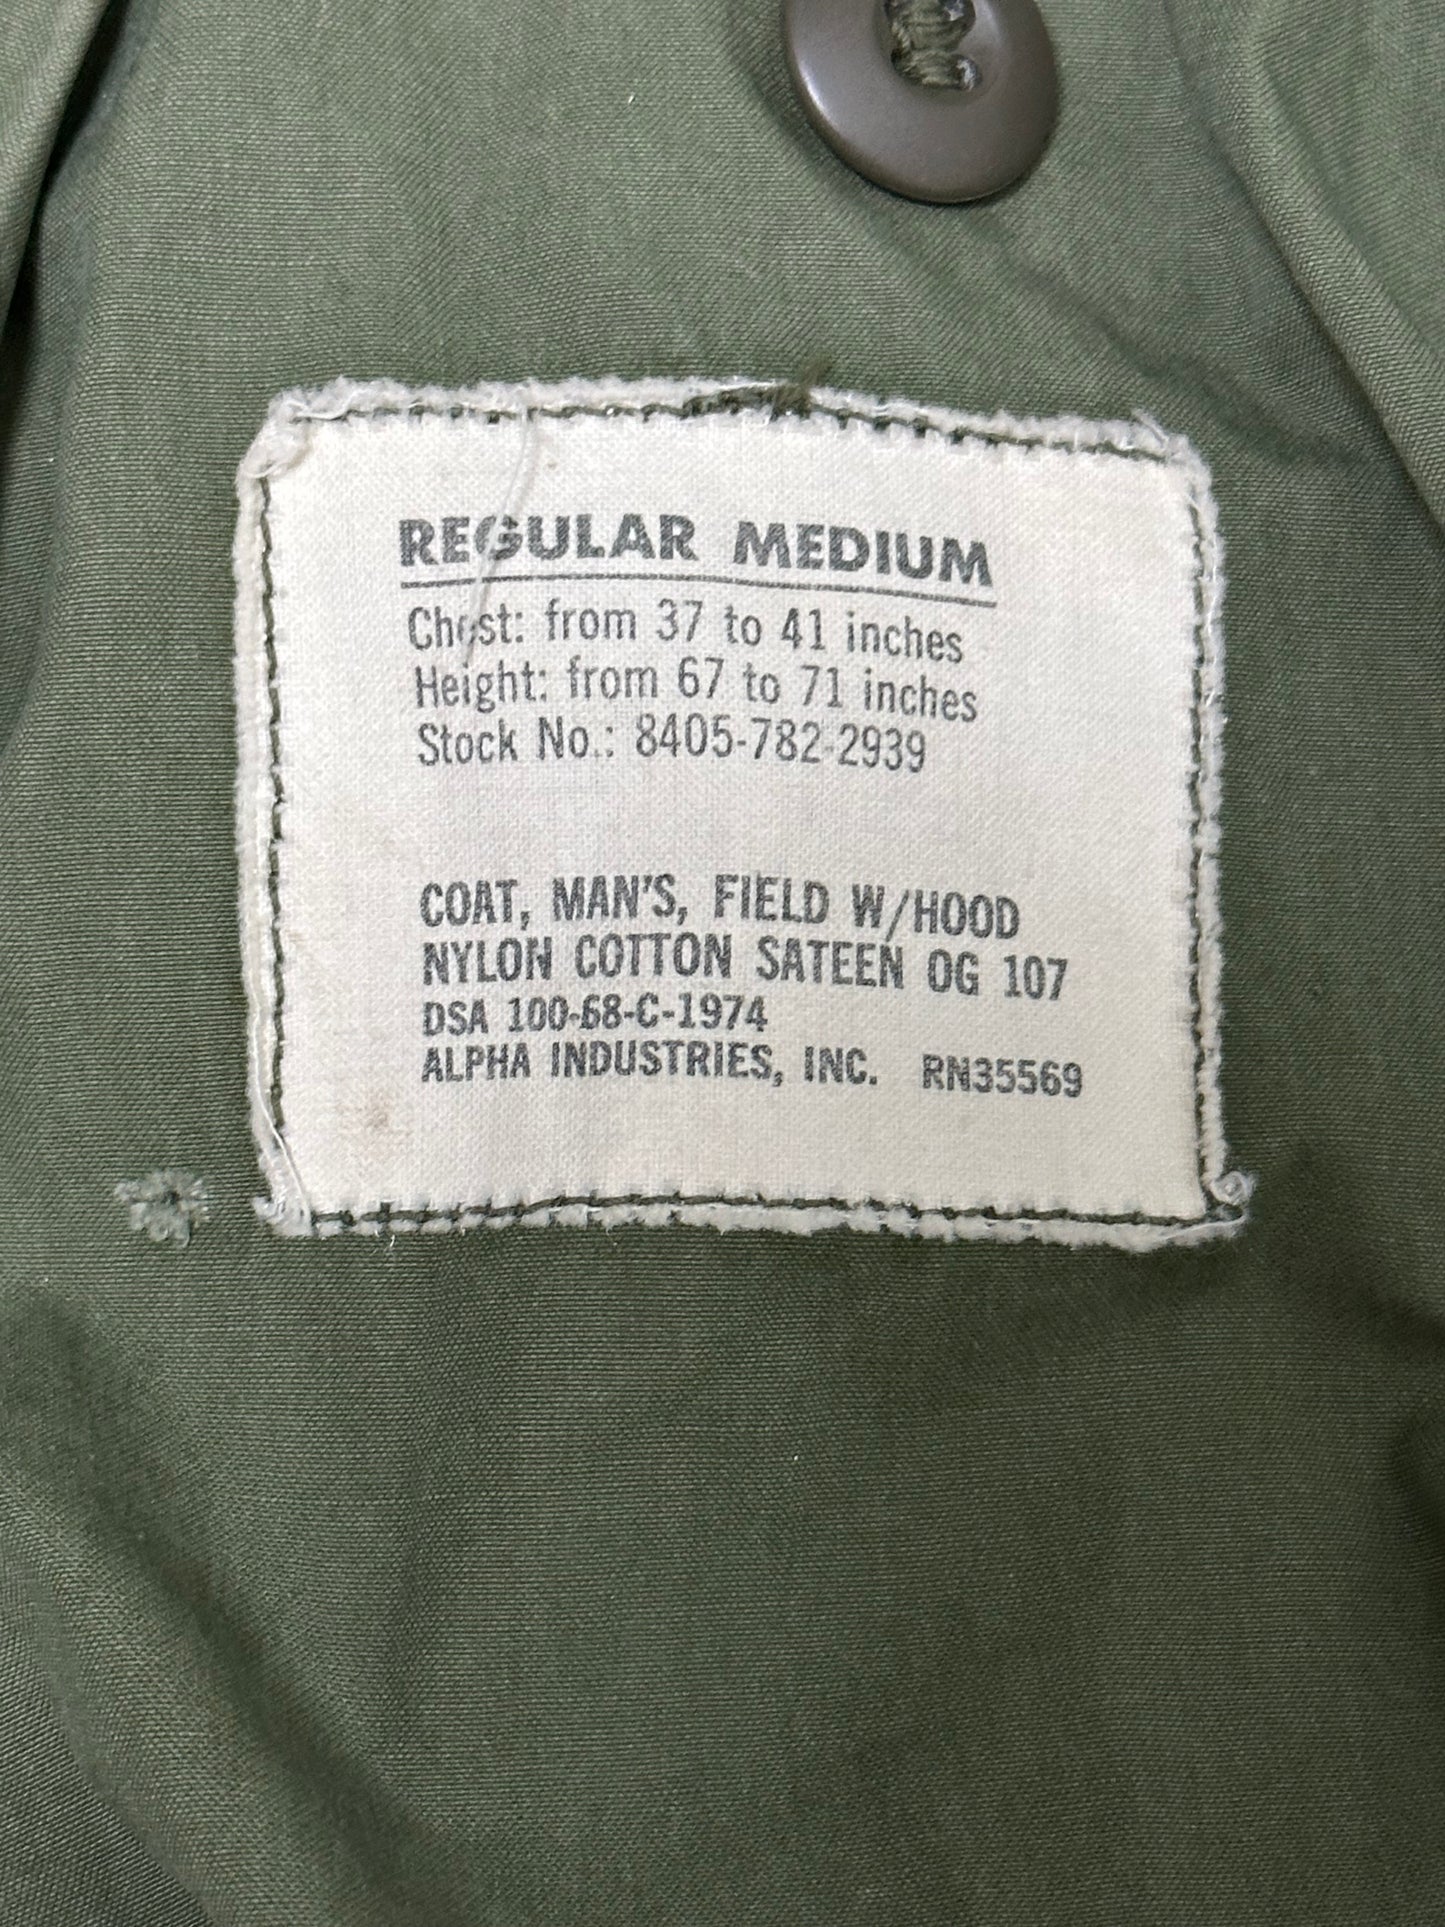 REGULAR MEDIUM
Chest: from 37 to 41 inches
Height: from 67 to 71 inches
Stock No.: 8405-782-2939
COAT, MAN'S, FIELD W/HOOD
NYLON COTTON SATEEN OG 107
DSA 100-68-C-1974
ALPHA INDUSTRIES, INC. RN35569